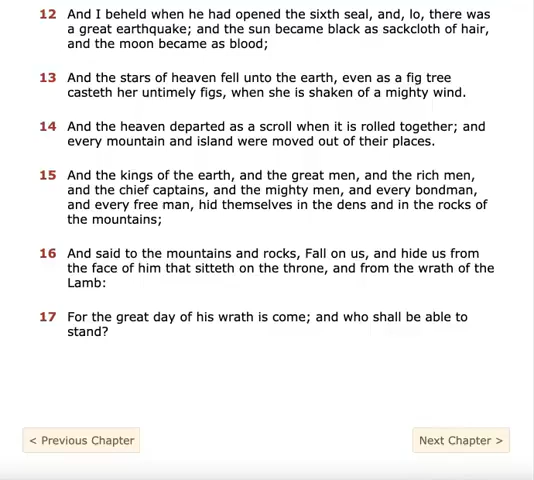 12 And I beheld when he had opened the sixth seal, and, lo, there was
a great earthquake; and the sun became black as sackcloth of hair,
and the moon became as blood;
13 And the stars of heaven fell unto the earth, even as a fig tree
casteth her untimely figs, when she is shaken of a mighty wind.
14 And the heaven departed as a scroll when it is rolled together; and
every mountain and island were moved out of their places.
15 And the kings of the earth, and the great men, and the rich men,
and the chief captains, and the mighty men, and every bondman,
and every free man, hid themselves in the dens and in the rocks of
the mountains;
16 And said to the mountains and rocks, Fall on us, and hide us from
the face of him that sitteth on the throne, and from the wrath of the
Lamb:
17 For the great day of his wrath is come; and who shall be able to
stand?
< Previous Chapter
Next Chapter >